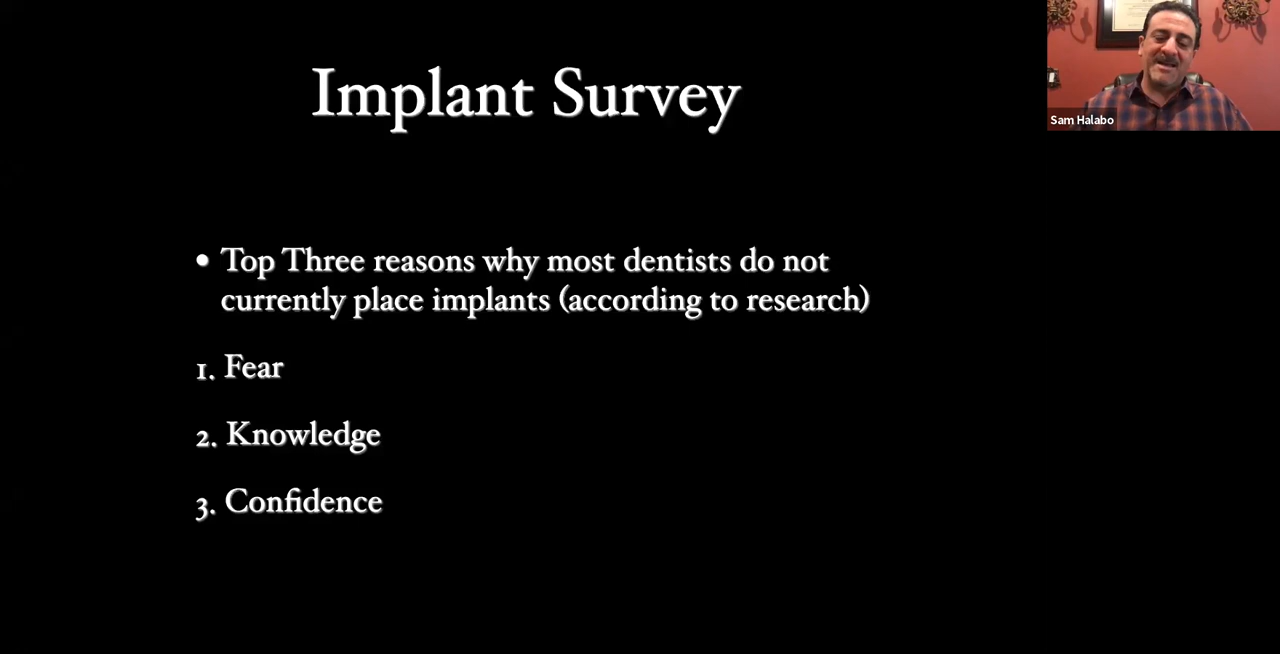 Implant Survey
Sam Halabo
• Top Three reasons why most dentists do not
currently place implants (according to research)
1. Fear
2. Knowledge
3. Confidence